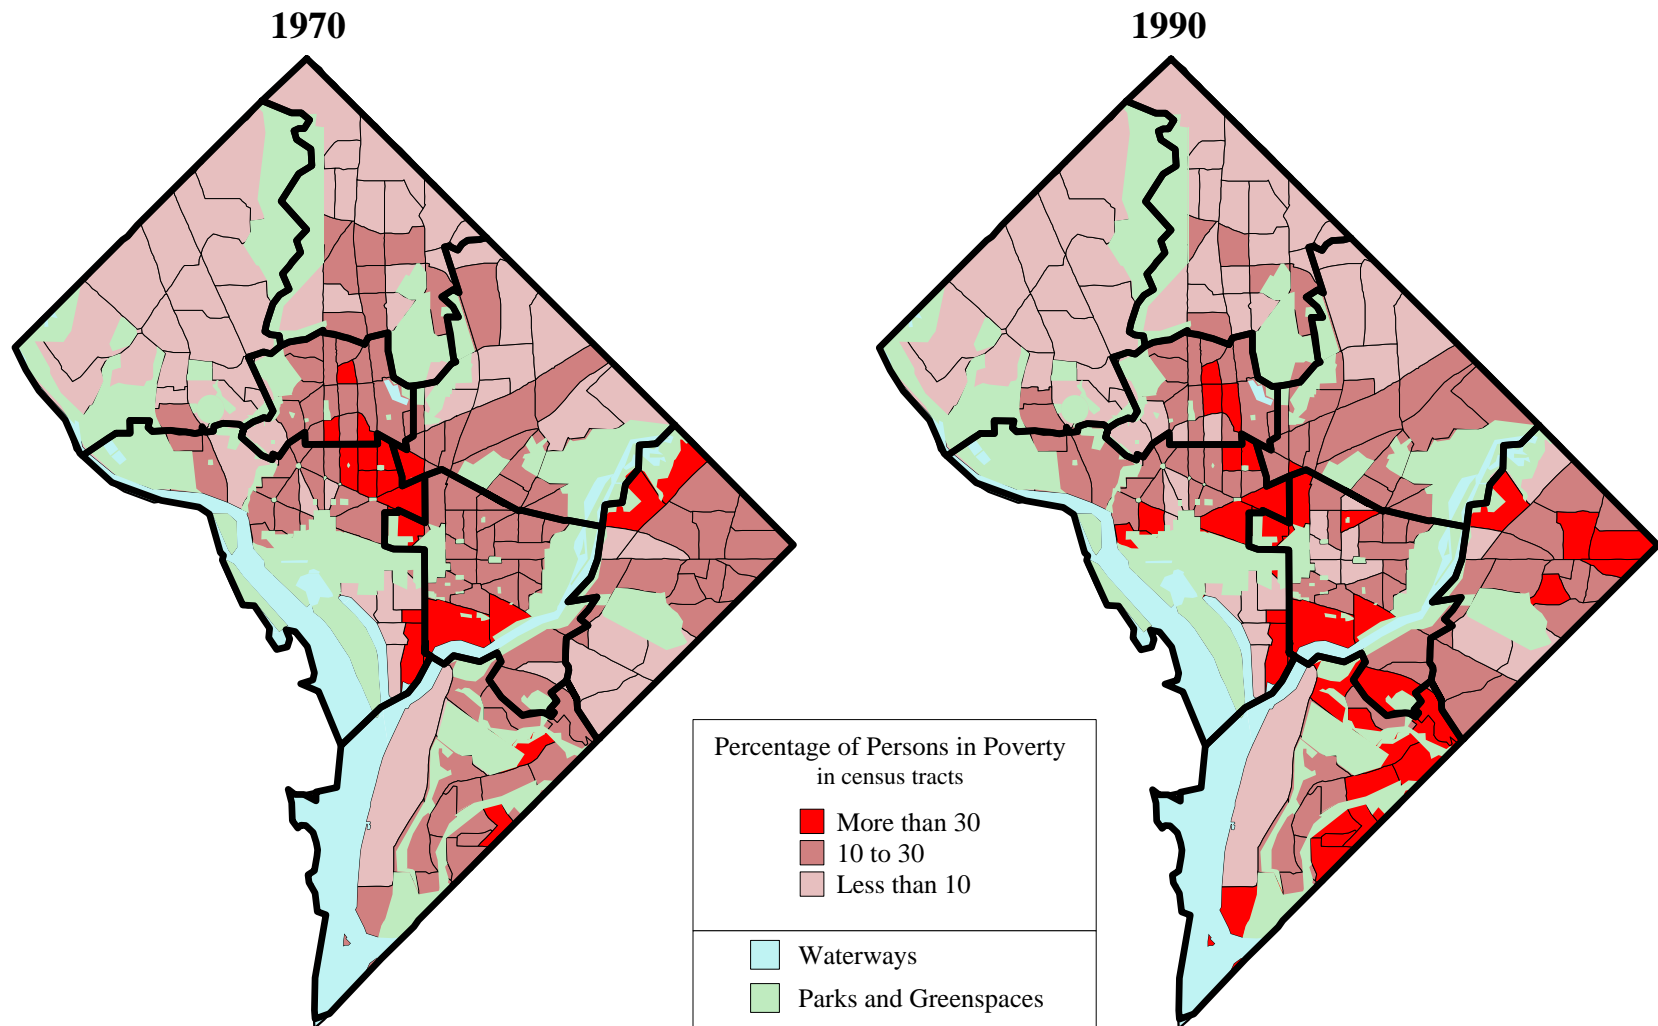 1970
1990
Percentage of Persons in Poverty
in census tracts
More than 30
10 to 30
Less than 10
Waterways
Parks and Greenspaces